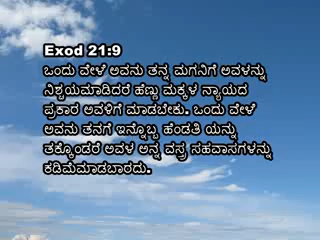 Exod 21:9
ಒಂದು ವೇಳೆ ಅವನು ತನ್ನ ಮಗನಿಗೆ ಅವಳನ್ನು
ನಿಶ್ಚಯಮಾಡಿದರೆ ಹೆಣ್ಣು ಮಕ್ಕಳ ನ್ಯಾಯದ
ಪ್ರಕಾರ ಅವಳಿಗೆ ಮಾಡಬೇಕು. ಒಂದು ವೇಳೆ
ಅವನು ತನಗೆ ಇನ್ನೊಬ್ಬ ಹೆಂಡತಿ ಯನ್ನು
ತಕ್ಕೊಂಡರೆ ಅವಳ ಅನ್ನ ವಸ್ತ್ರ ಸಹವಾಸಗಳನ್ನು
ಕಡಿಮೆಮಾಡಬಾರದು.